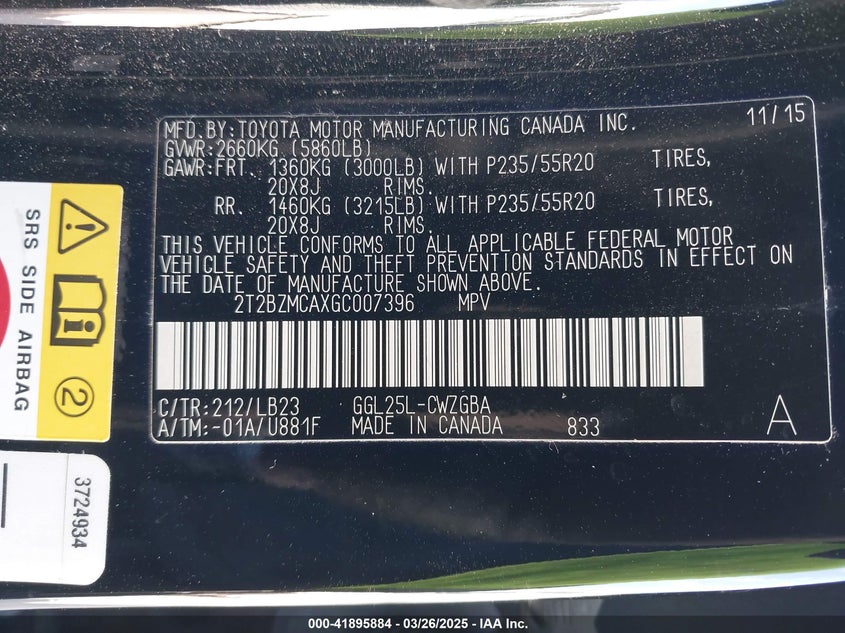 MFD.BY:TOYOTA MOTOR MANUFACTURING CANADA INC. 11/15
GVWR:2660KG (5860LB)
GAWR:FRT. 1360KG (3000LB) WITH P235/55R20 TIRES,
20X8J RIMS.
RR. 1460KG (3215LB) WITH P235/55R20 TIRES,
20X8J RIMS.
THIS VEHICLE CONFORMS TO ALL APPLICABLE FEDERAL MOTOR
VEHICLE SAFETY AND THEFT PREVENTION STANDARDS IN EFFECT ON
THE DATE OF MANUFACTURE SHOWN ABOVE.
2T2BZMCAXGC007396 MPV
C/TR:212/LB23 GGL25L-CWZGBA
A/TM:-01A/U881F MADE IN CANADA 833 A
SRS SIDE AIRBAG
2
3724934
000-41895884 - 03/26/2025 - IAA Inc.